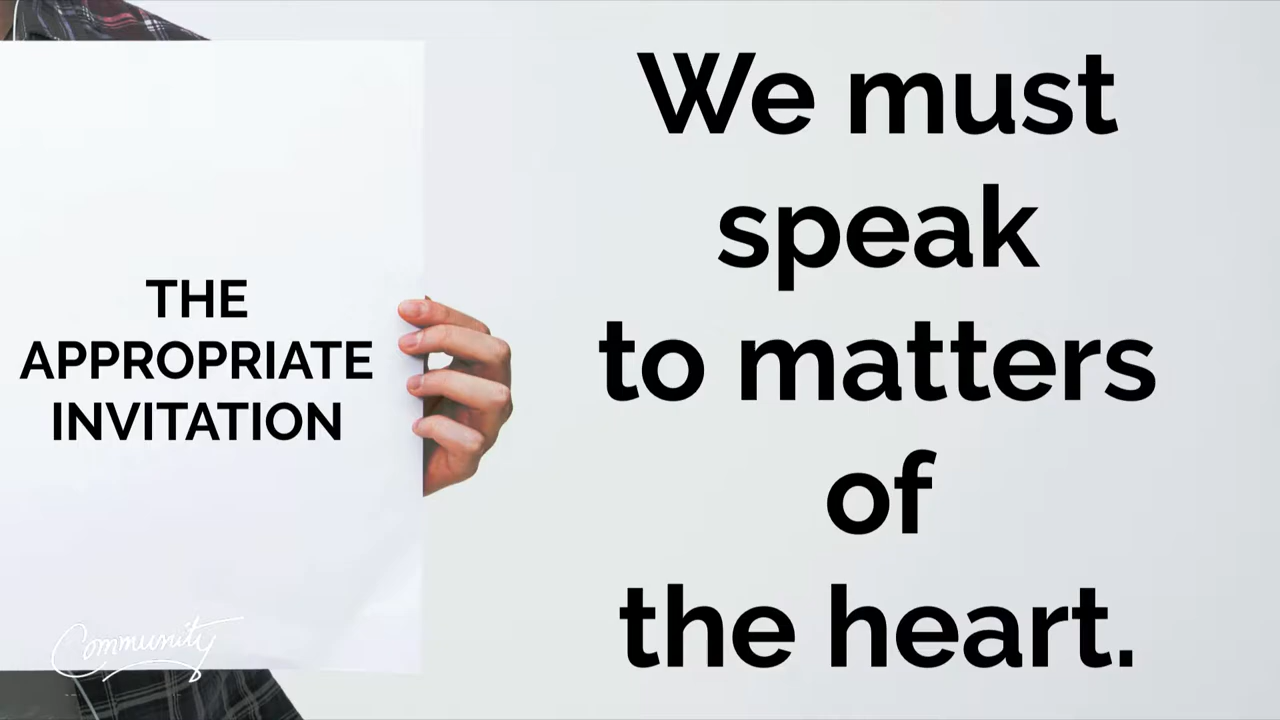 THE
APPROPRIATE
INVITATION
Community
We must
speak
to matters
of
the heart.